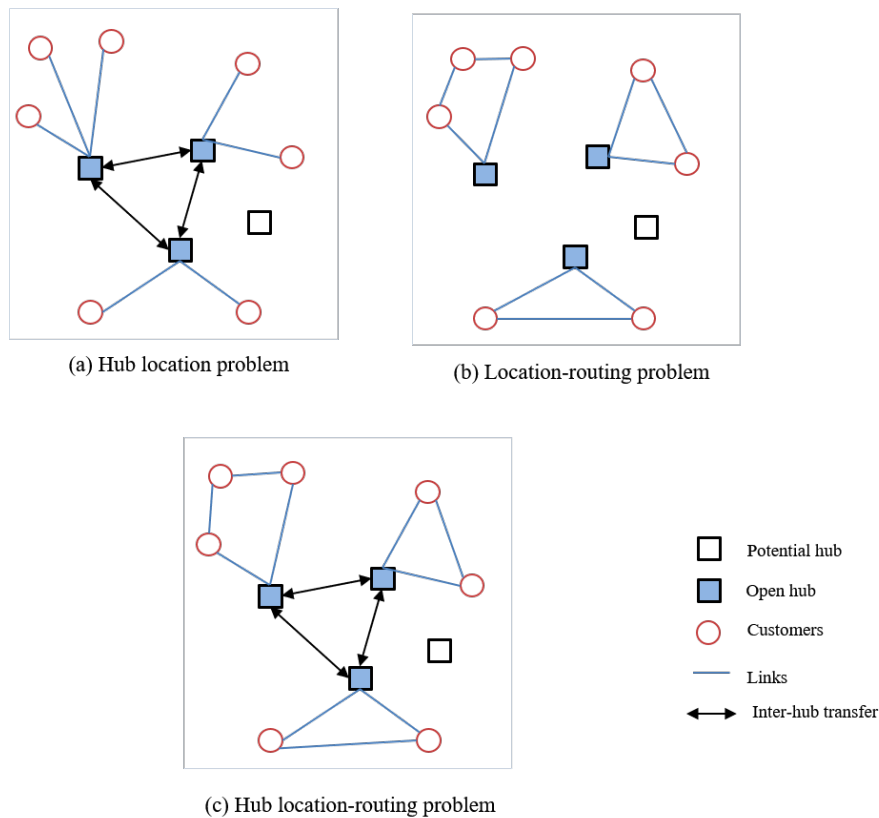 (a) Hub location problem
(b) Location-routing problem
Potential hub
Open hub
Customers
Links
Inter-hub transfer
(c) Hub location-routing problem